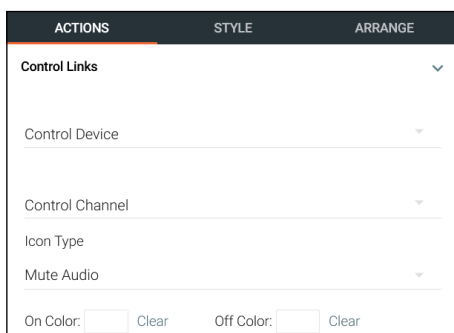 ACTIONS STYLE ARRANGE
Control Links
Control Device
Control Channel
Icon Type
Mute Audio
On Color: Clear Off Color: Clear